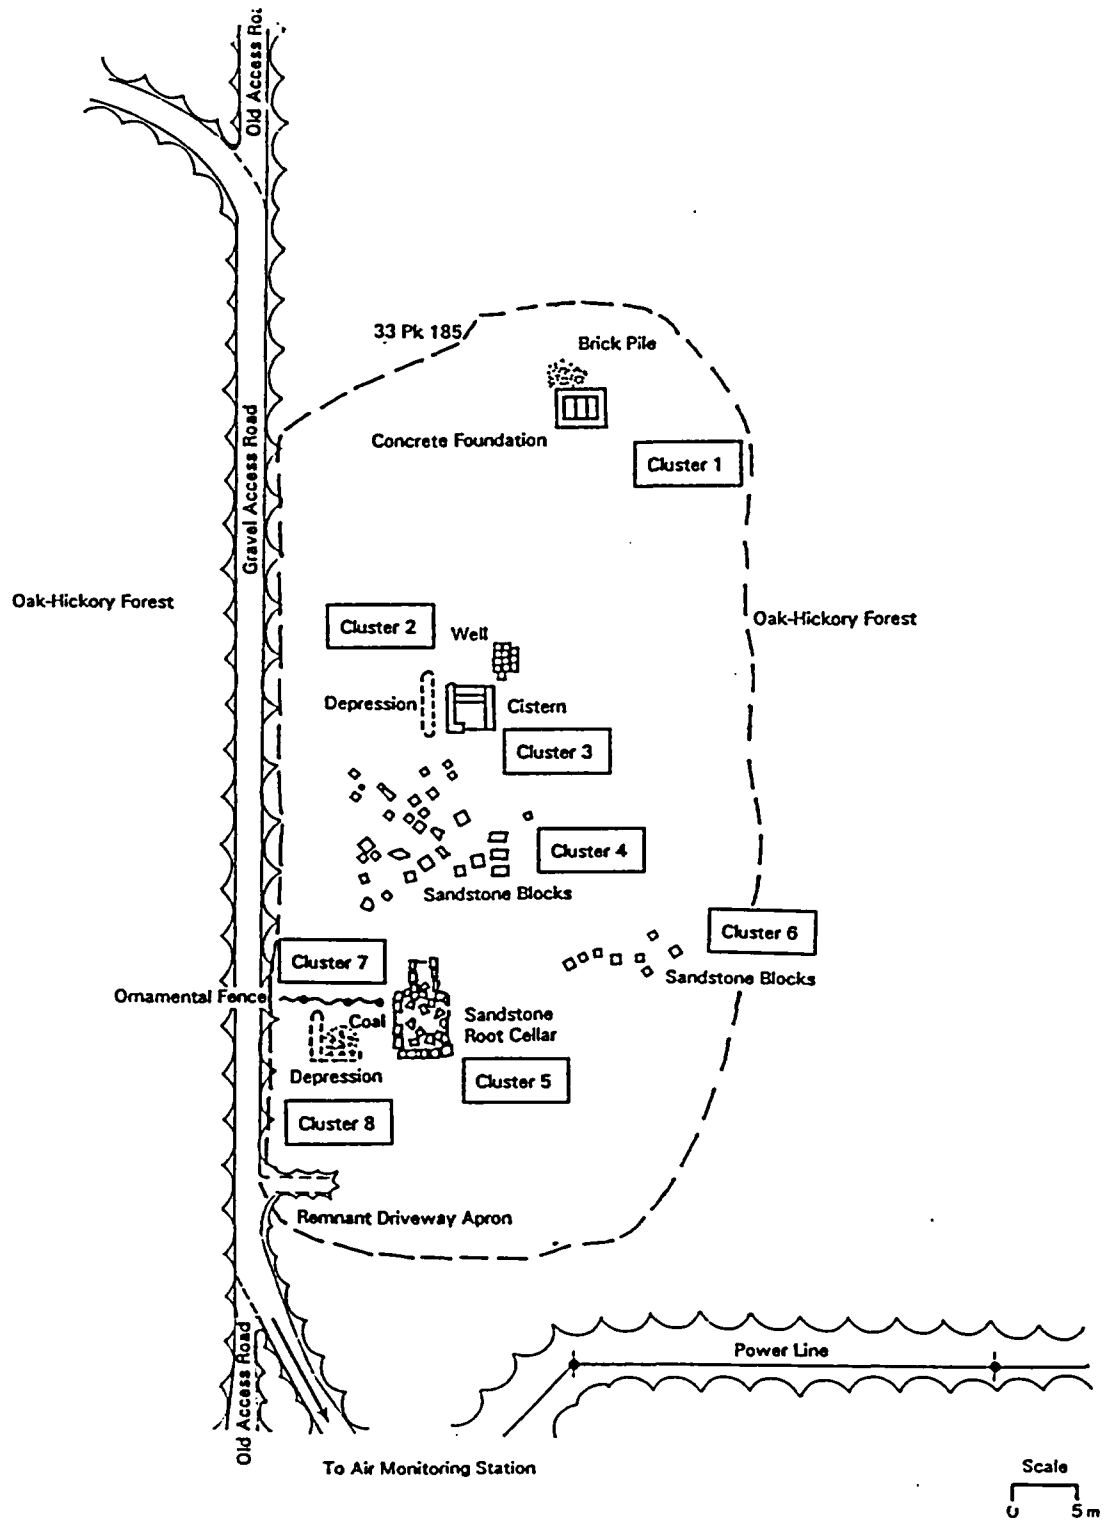 Old Access Roa
33 Pk 185
Brick Pile
Concrete Foundation
Cluster 1
Gravel Access Road
Oak-Hickory Forest
Oak-Hickory Forest
Cluster 2
Well
Depression
Cistern
Cluster 3
Cluster 4
Sandstone Blocks
Cluster 6
Sandstone Blocks
Cluster 7
Ornamental Fence
Coal
Sandstone
Root Cellar
Depression
Cluster 5
Cluster 8
Remnant Driveway Apron
Old Access Road
Power Line
To Air Monitoring Station
Scale
0 5 m